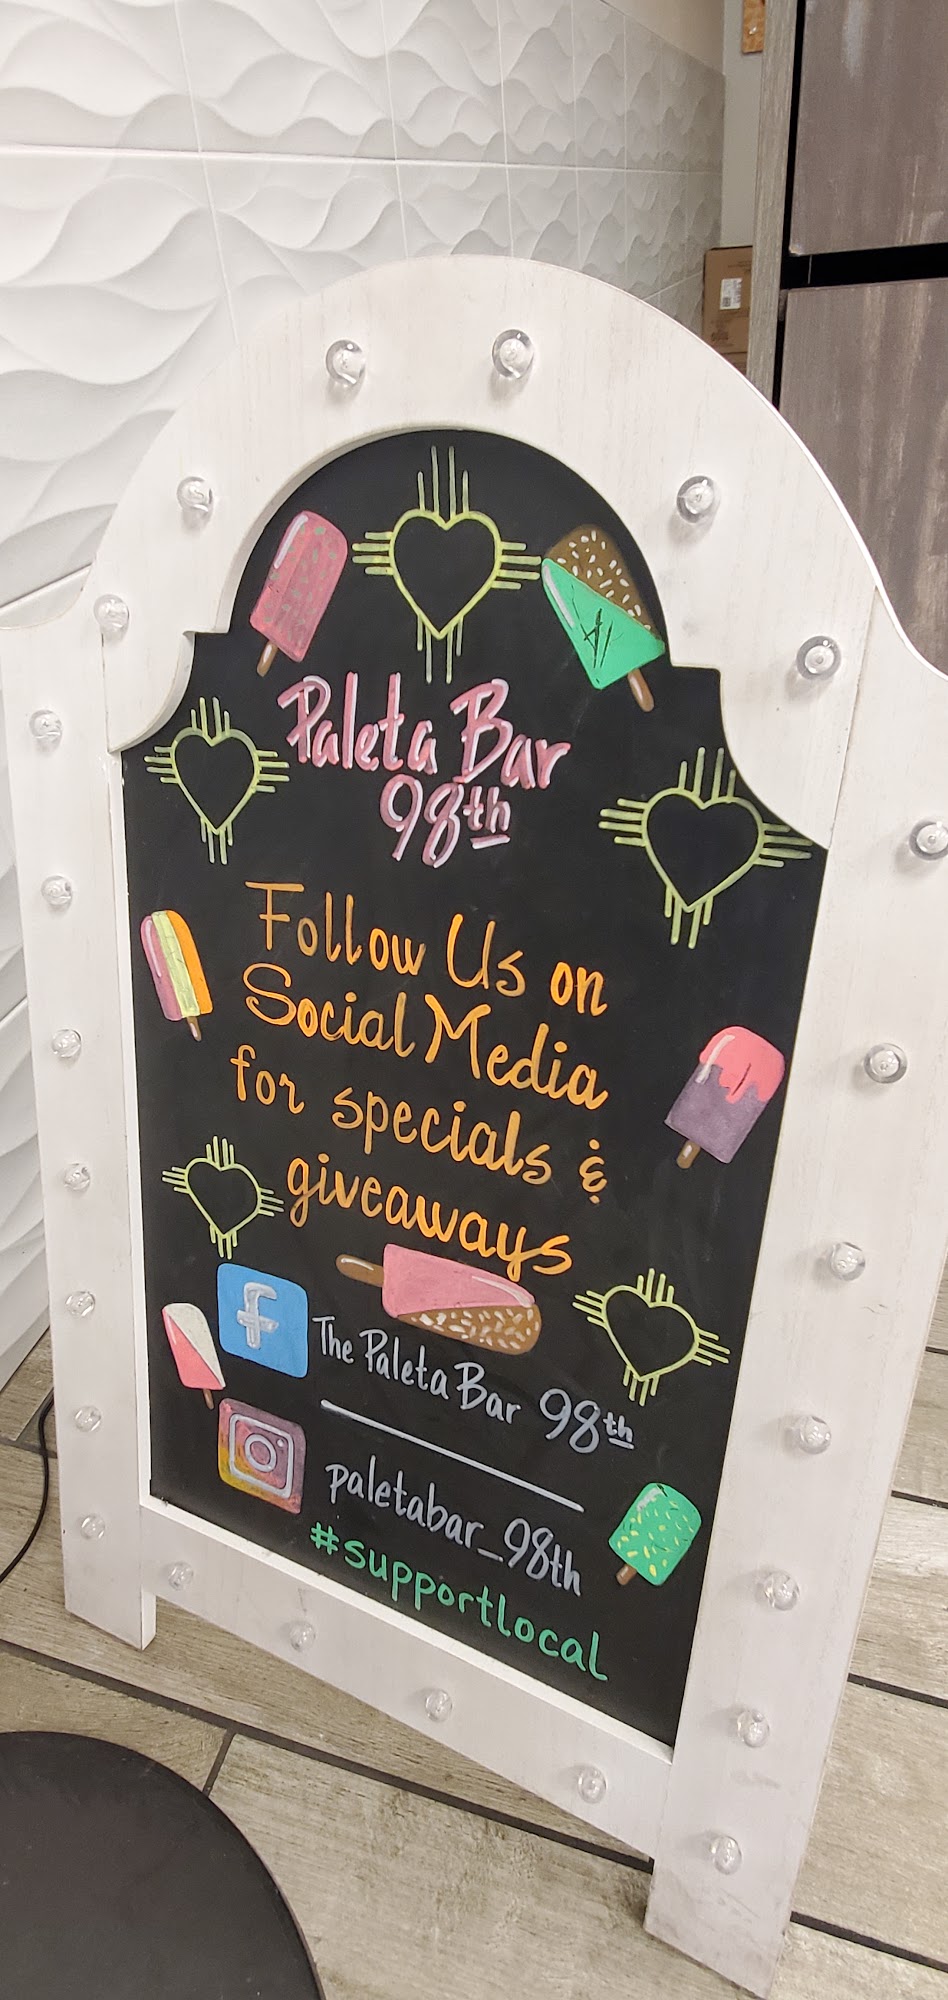 Paleta Bar
98th
Follow Us on
Social Media
for specials &
giveaways
f
The Paleta Bar 98th
paletabar_98th
#supportlocal